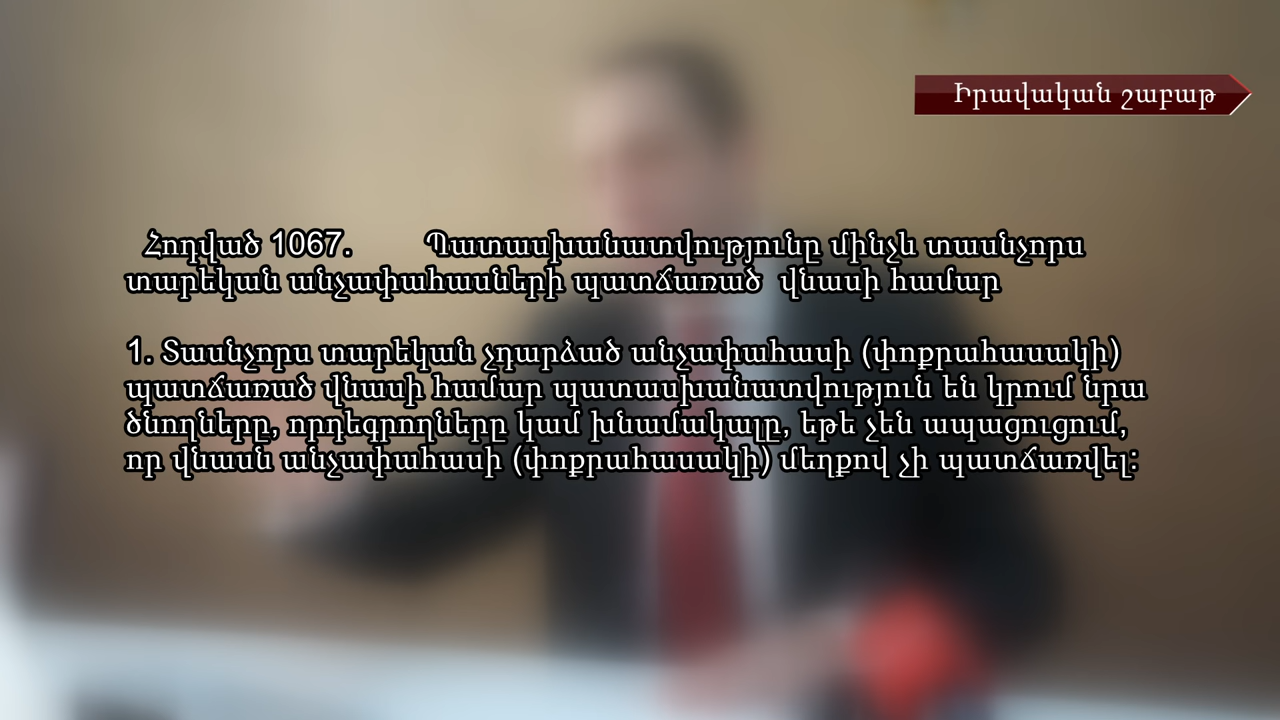 Իրավական շաբաթ
Հոդված 1067. Պատասխանատվությունը մինչև տասնչորս
տարեկան անչափահասների պատճառած վնասի համար
1. Տասնչորս տարեկան չդարձած անչափահասի (փոքրահասակի)
պատճառած վնասի համար պատասխանատվություն են կրում նրա
ծնողները, որդեգրողները կամ խնամակալը, եթե չեն ապացուցում,
որ վնասն անչափահասի (փոքրահասակի) մեղքով չի պատճառվել: